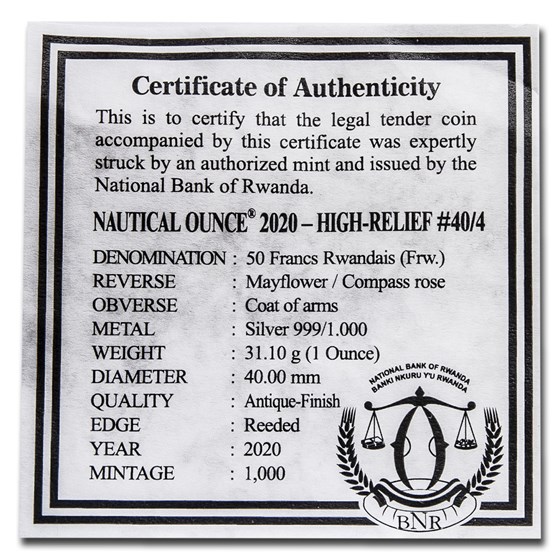 Certificate of Authenticity
This is to certify that the legal tender coin
accompanied by this certificate was expertly
struck by an authorized mint and issued by the
National Bank of Rwanda.
NAUTICAL OUNCE® 2020 – HIGH-RELIEF #40/4
DENOMINATION : 50 Francs Rwandais (Frw.)
REVERSE : Mayflower / Compass rose
OBVERSE : Coat of arms
METAL : Silver 999/1.000
WEIGHT : 31.10 g (1 Ounce)
DIAMETER : 40.00 mm
QUALITY : Antique-Finish
EDGE : Reeded
YEAR : 2020
MINTAGE : 1,000
NATIONAL BANK OF RWANDA
BANKI NKURU Y'U RWANDA
BNR